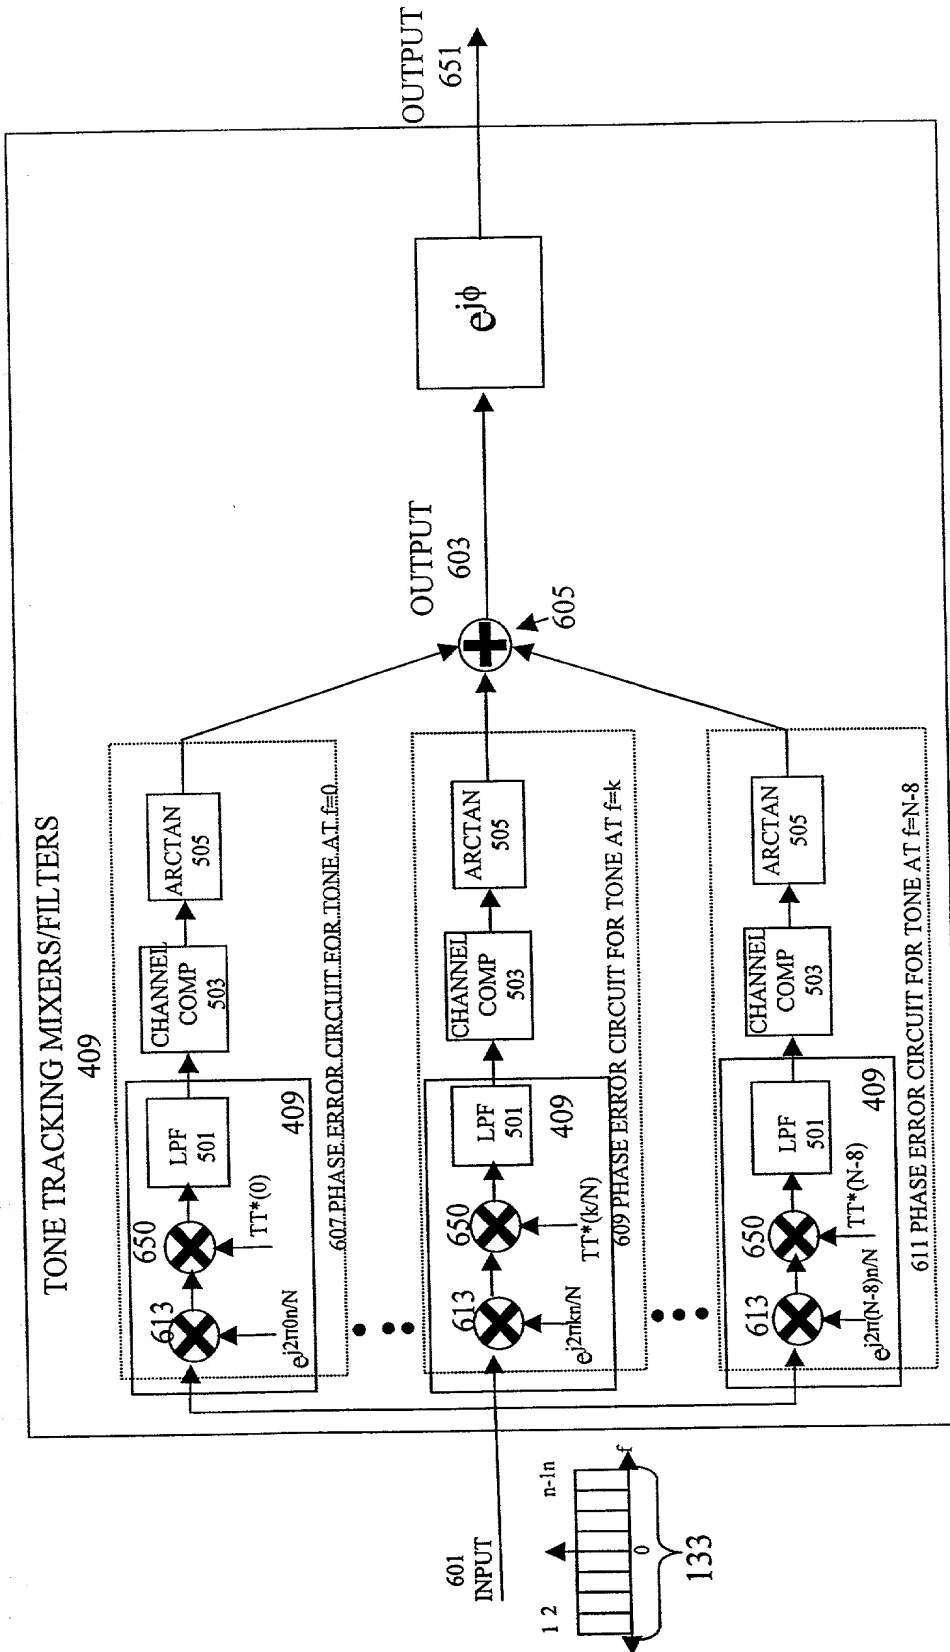 TONE TRACKING MIXERS/FILTERS
409
601
INPUT
1 2
n-1n
f
0
133
613
650
e^j2π0n/N
TT*(0)
LPF
501
409
CHANNEL
COMP
503
ARCTAN
505
607 PHASE ERROR CIRCUIT FOR TONE AT f=0
613
650
e^j2πkn/N
TT*(k/N)
LPF
501
409
CHANNEL
COMP
503
ARCTAN
505
609 PHASE ERROR CIRCUIT FOR TONE AT f=k
613
650
e^j2π(N-8)n/N
TT*(N-8)
LPF
501
409
CHANNEL
COMP
503
ARCTAN
505
611 PHASE ERROR CIRCUIT FOR TONE AT f=N-8
605
OUTPUT
603
e^jϕ
OUTPUT
651